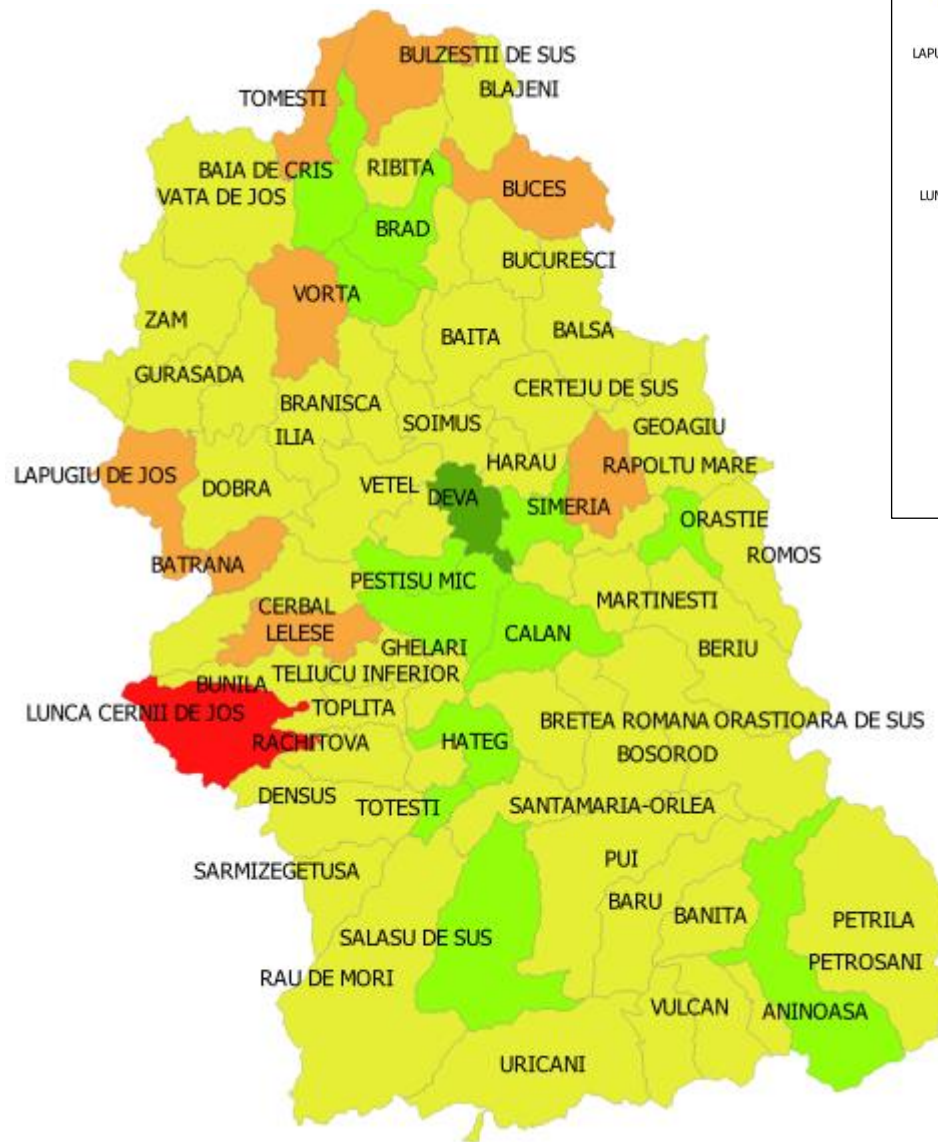 BULZESTII DE SUS
LAPU
BLAJENI
TOMESTI
BAIA DE CRIS
RIBITA
VATA DE JOS
BUCES
LUN
BRAD
BUCURESCI
VORTA
ZAM
BAITA
BALSA
GURASADA
CERTEJU DE SUS
BRANISCA
SOIMUS
GEOAGIU
ILIA
HARAU
RAPOLTU MARE
LAPUGIU DE JOS
DOBRA
VETEL
DEVA
SIMERIA
ORASTIE
ROMOS
BATRANA
PESTISU MIC
MARTINESTI
CERBAL
LELESE
CALAN
GHELARI
BERIU
TELIUCU INFERIOR
BUNILA
TOPLITA
LUNCA CERNII DE JOS
BRETEA ROMANA
ORASTIOARA DE SUS
RACHITOVA
HATEG
BOSOROD
DENSUS
TOTESTI
SANTAMARIA-ORLEA
SARMIZEGETUSA
PUI
BARU
BANITA
PETRILA
SALASU DE SUS
PETROSANI
RAU DE MORI
VULCAN
ANINOASA
URICANI